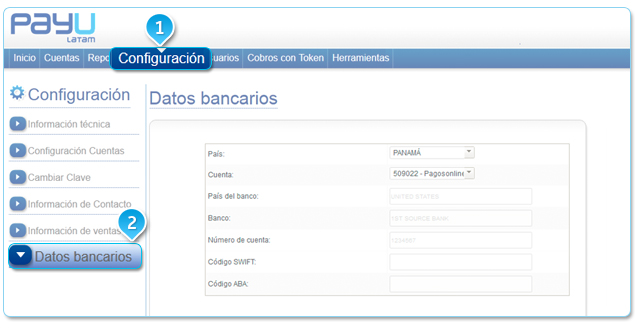 PayU
LATAM
1
Inicio Cuentas Repo Configuración uarios Cobros con Token Herramientas
Configuración
Información técnica
Configuración Cuentas
Cambiar Clave
Información de Contacto
Información de ventas
2
Datos bancarios
Datos bancarios
País: PANAMÁ
Cuenta: 509022 - Pagosonline
País del banco: UNITED STATES
Banco: 1ST SOURCE BANK
Número de cuenta: 1234567
Código SWIFT:
Código ABA: